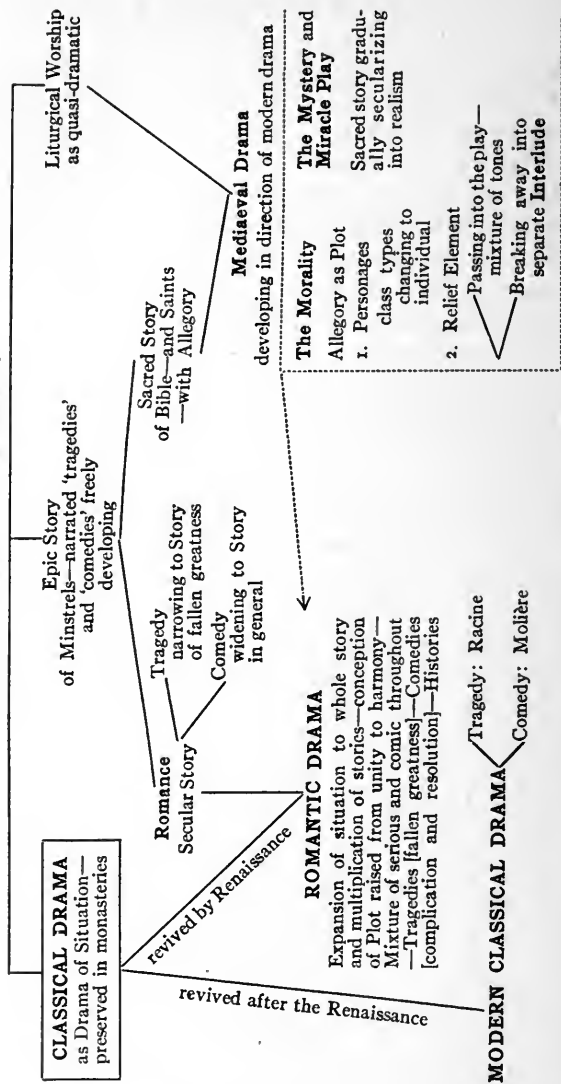 CLASSICAL DRAMA
as Drama of Situation—
preserved in monasteries
Epic Story
of Minstrels—narrated 'tragedies'
and 'comedies' freely
developing
Liturgical Worship
as quasi-dramatic
Romance
Secular Story
Tragedy
narrowing to Story
of fallen greatness
Comedy
widening to Story
in general
Sacred Story
of Bible—and Saints
—with Allegory
Mediaeval Drama
developing in direction of modern drama
revived by Renaissance
revived after the Renaissance
ROMANTIC DRAMA
Expansion of situation to whole story
and multiplication of stories—conception
of Plot raised from unity to harmony—
Mixture of serious and comic throughout
—Tragedies [fallen greatness]—Comedies
[complication and resolution]—Histories
The Morality
Allegory as Plot
1. Personages
class types
changing to
individual
2. Relief Element
Passing into the play—
mixture of tones
Breaking away into
separate Interlude
The Mystery and
Miracle Play
Sacred story gradu-
ally secularizing
into realism
MODERN CLASSICAL DRAMA
Tragedy: Racine
Comedy: Molière